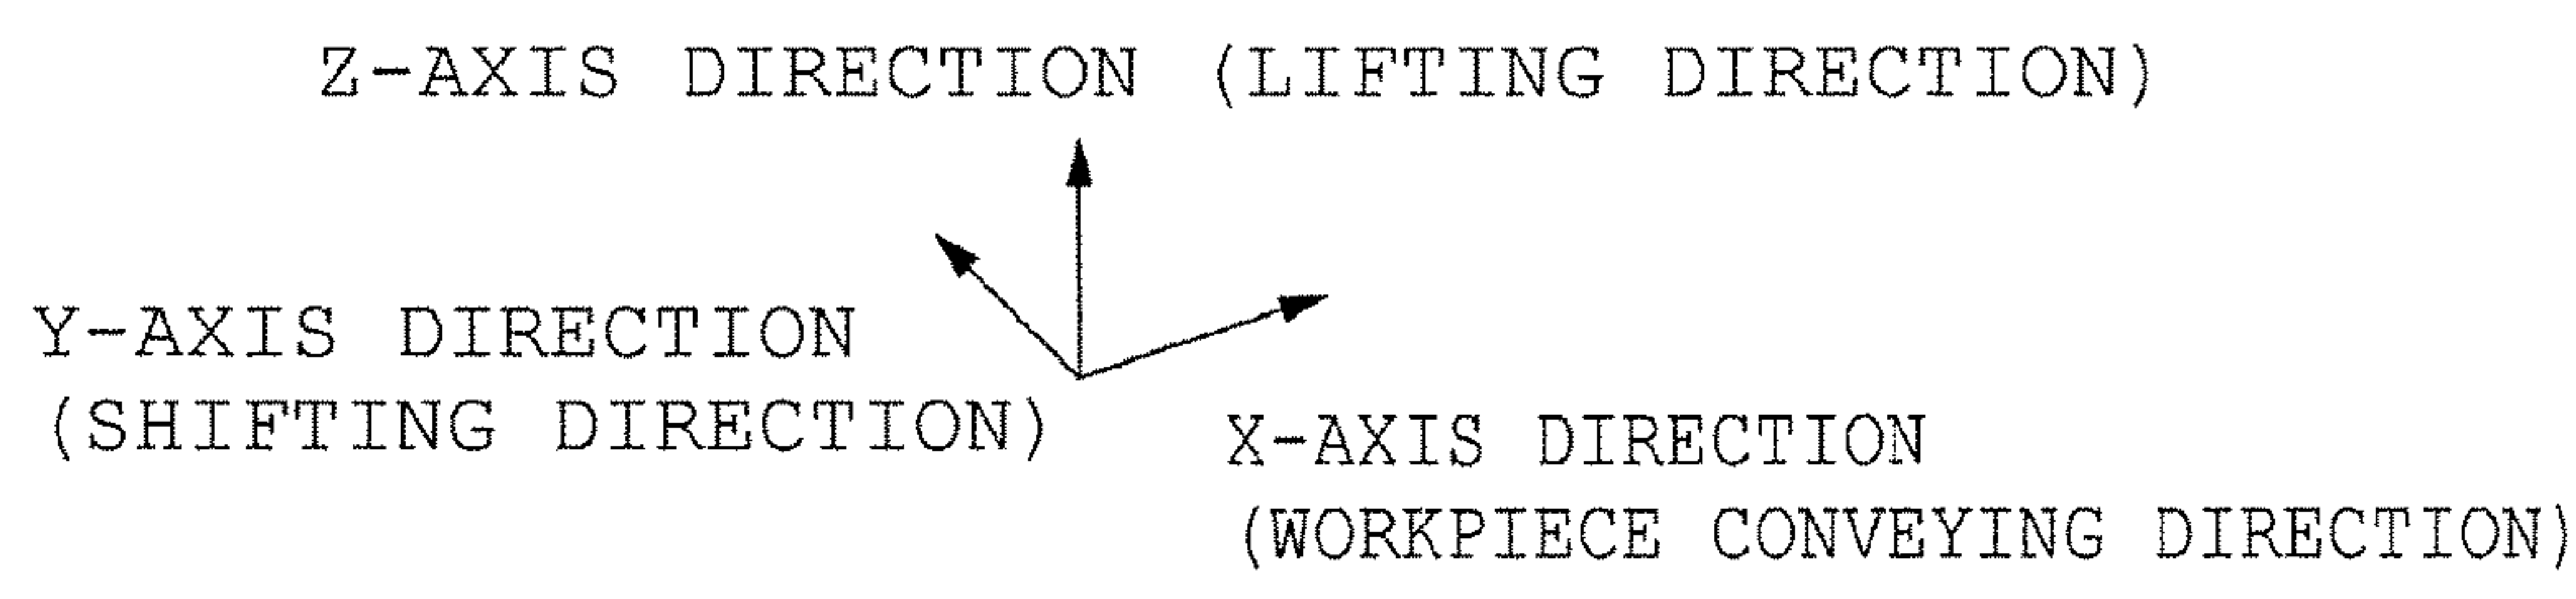 Z-AXIS DIRECTION (LIFTING DIRECTION)
Y-AXIS DIRECTION
(SHIFTING DIRECTION)
X-AXIS DIRECTION
(WORKPIECE CONVEYING DIRECTION)